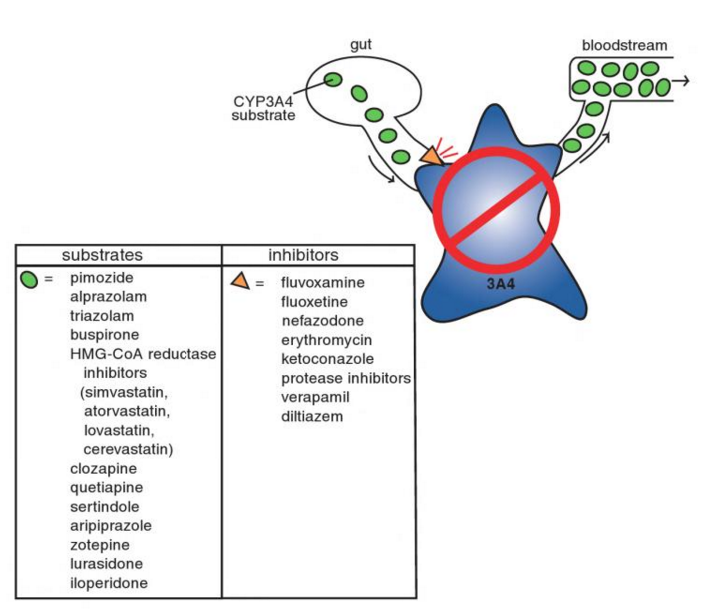 gut
bloodstream
CYP3A4
substrate
3A4
substrates
= pimozide
alprazolam
triazolam
buspirone
HMG-CoA reductase
inhibitors
(simvastatin,
atorvastatin,
lovastatin,
cerevastatin)
clozapine
quetiapine
sertindole
aripiprazole
zotepine
lurasidone
iloperidone
inhibitors
= fluvoxamine
fluoxetine
nefazodone
erythromycin
ketoconazole
protease inhibitors
verapamil
diltiazem